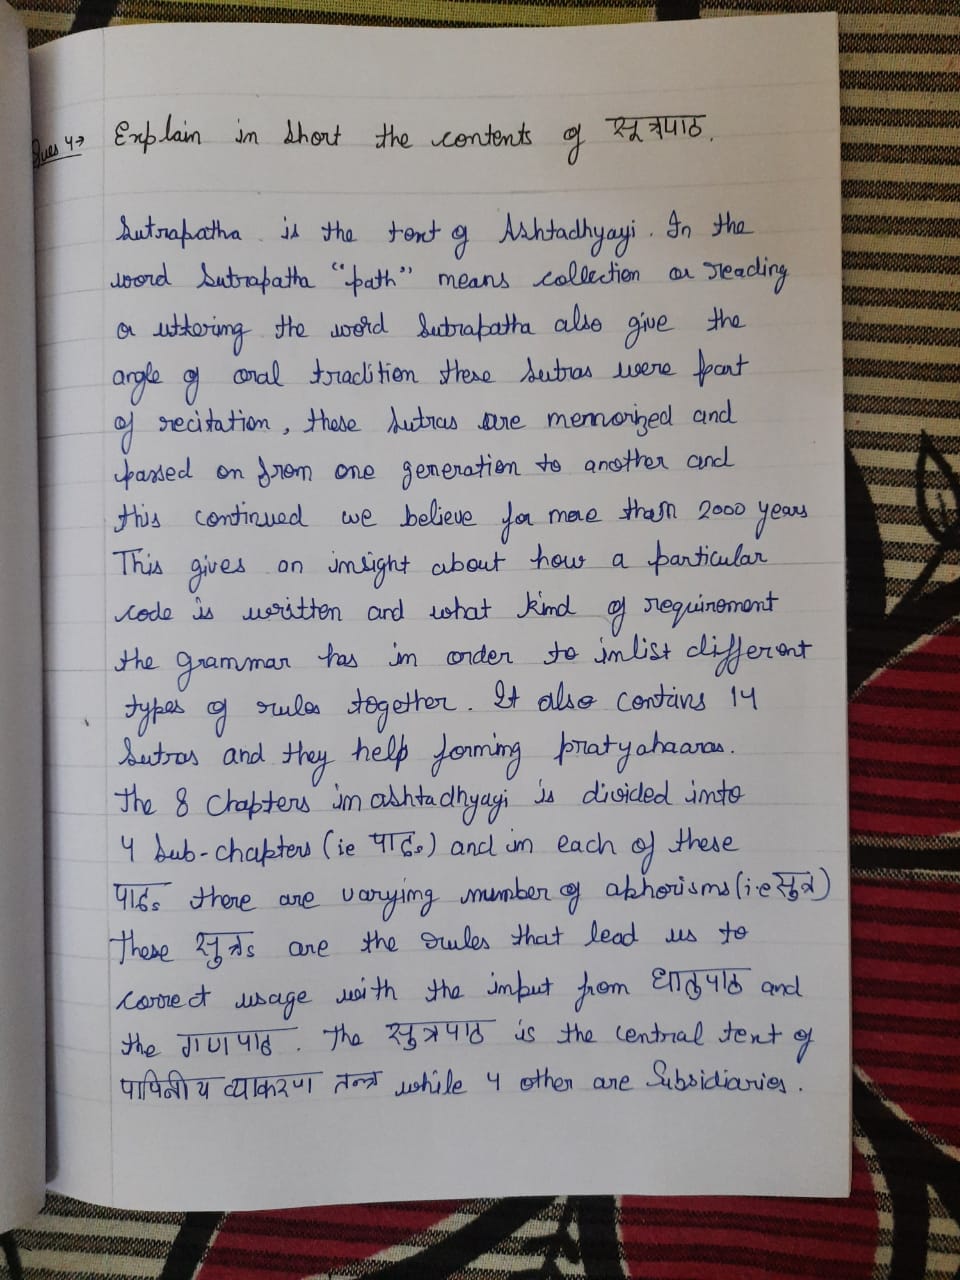 Ques 4→ Explain in short the contents of सूत्रपाठ.
Sutrapatha is the text of Ashtadhyayi. In the
word Sutrapatha "path" means collection or reading
or uttering the word Sutrapatha also give the
angle of oral tradition these sutras were part
of recitation, these sutras are memorized and
passed on from one generation to another and
this continued we believe for more than 2000 years
This gives an insight about how a particular
code is written and what kind of requirement
the grammar has in order to inlist different
types of rules together. It also contains 14
Sutras and they help forming pratyahaaras.
The 8 chapters in ashtadhyagi is divided into
4 Sub-chapters (ie पाद:) and in each of these
पादs there are varying number of aphorisms (i.e सुत्र)
These सुत्रs are the rules that lead us to
correct usage with the input from धातुपाठ and
the गणपाठ. The सुत्रपाठ is the central text of
पाणिनीय व्याकरण तन्त्र while 4 other are Subsidiaries.